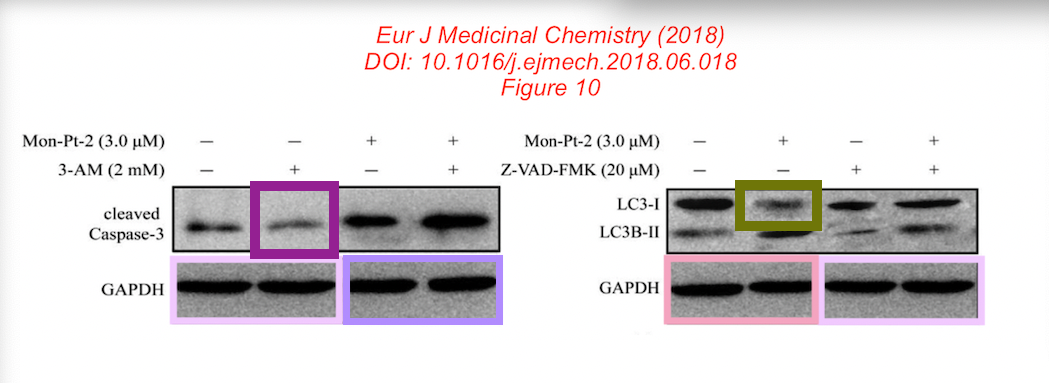 Eur J Medicinal Chemistry (2018)
DOI: 10.1016/j.ejmech.2018.06.018
Figure 10
Mon-Pt-2 (3.0 μM) – – + +
3-AM (2 mM) – + – +
cleaved
Caspase-3
GAPDH
Mon-Pt-2 (3.0 μM) – + – +
Z-VAD-FMK (20 μM) – – + +
LC3-I
LC3B-II
GAPDH